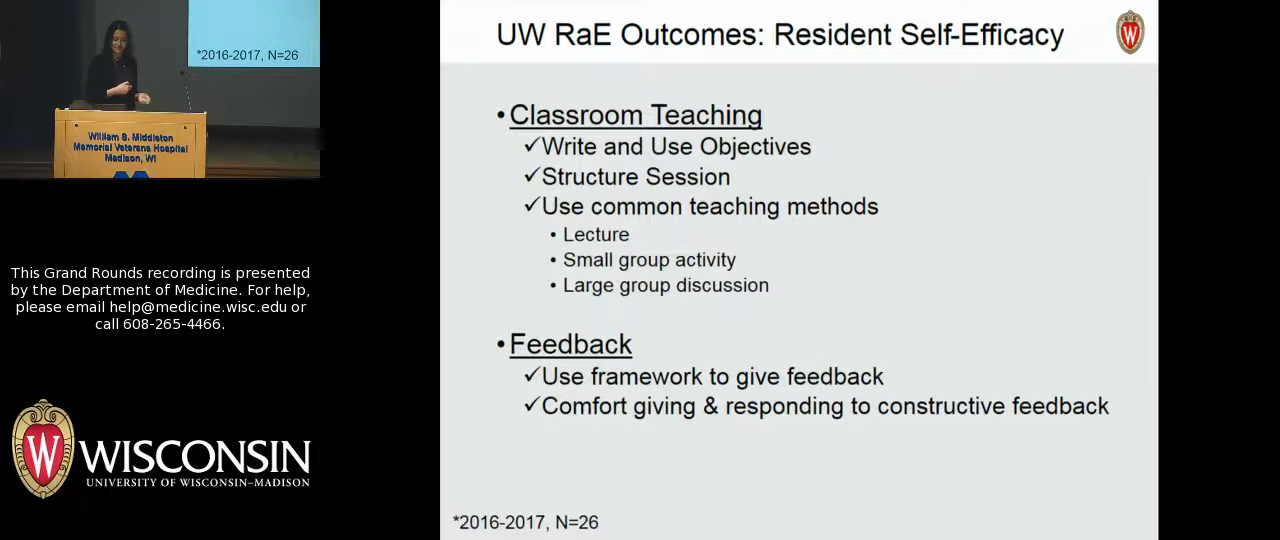 *2016-2017, N=26
William S. Middleton
Memorial Veterans Hospital
Madison, WI
This Grand Rounds recording is presented
by the Department of Medicine. For help,
please email help@medicine.wisc.edu or
call 608-265-4466.
W
WISCONSIN
UNIVERSITY OF WISCONSIN–MADISON
UW RaE Outcomes: Resident Self-Efficacy
W
•Classroom Teaching
✓Write and Use Objectives
✓Structure Session
✓Use common teaching methods
• Lecture
• Small group activity
• Large group discussion
•Feedback
✓Use framework to give feedback
✓Comfort giving & responding to constructive feedback
*2016-2017, N=26